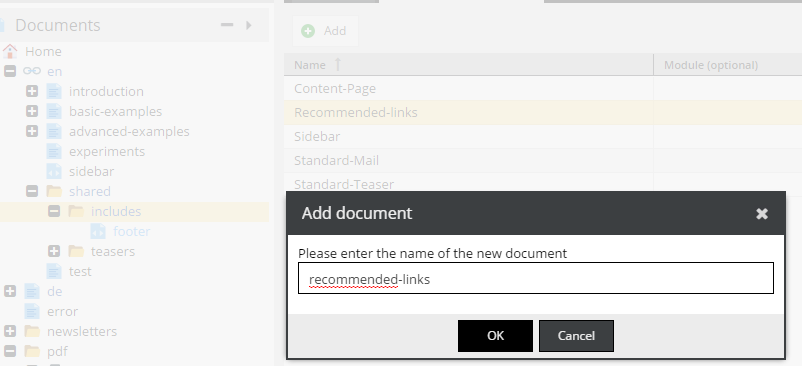 Documents
Home
en
introduction
basic-examples
advanced-examples
experiments
sidebar
shared
includes
footer
teasers
test
de
error
newsletters
pdf
Add
Name Module (optional)
Content-Page
Recommended-links
Sidebar
Standard-Mail
Standard-Teaser
Add document
Please enter the name of the new document
recommended-links
OK Cancel